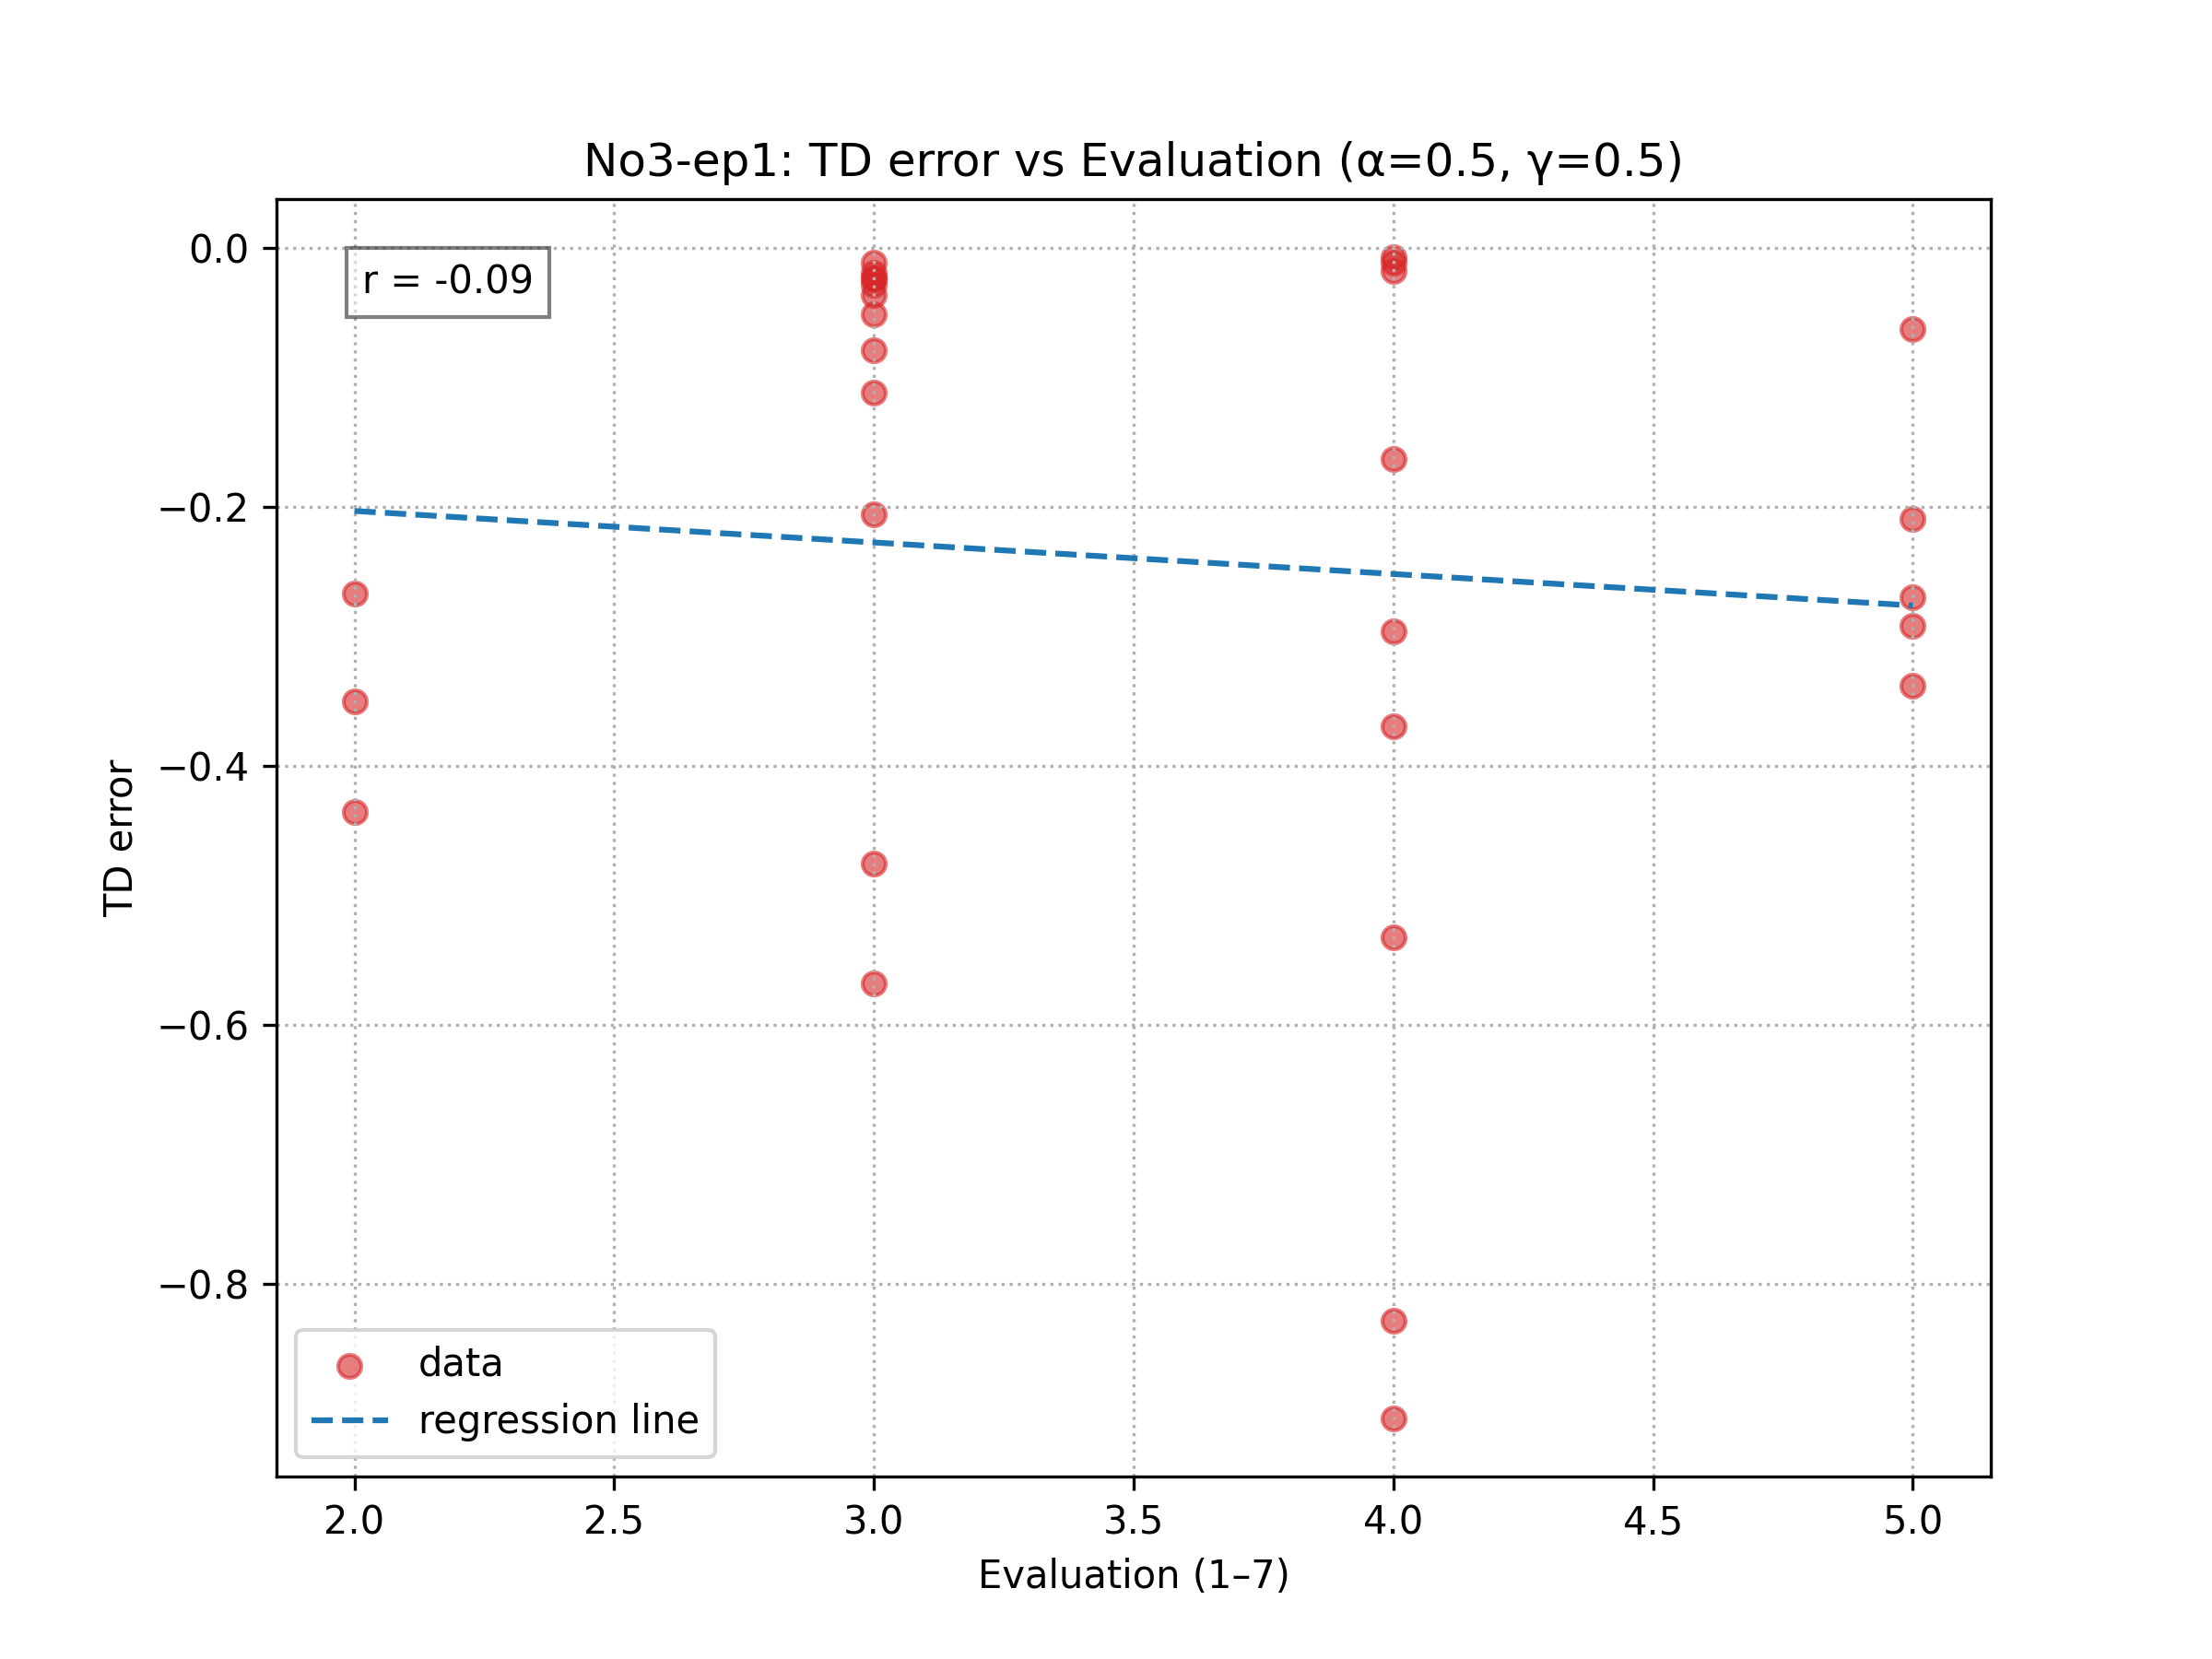 No3-ep1: TD error vs Evaluation (α=0.5, γ=0.5)
r = -0.09
TD error
0.0
−0.2
−0.4
−0.6
−0.8
data
regression line
2.0 2.5 3.0 3.5 4.0 4.5 5.0
Evaluation (1–7)